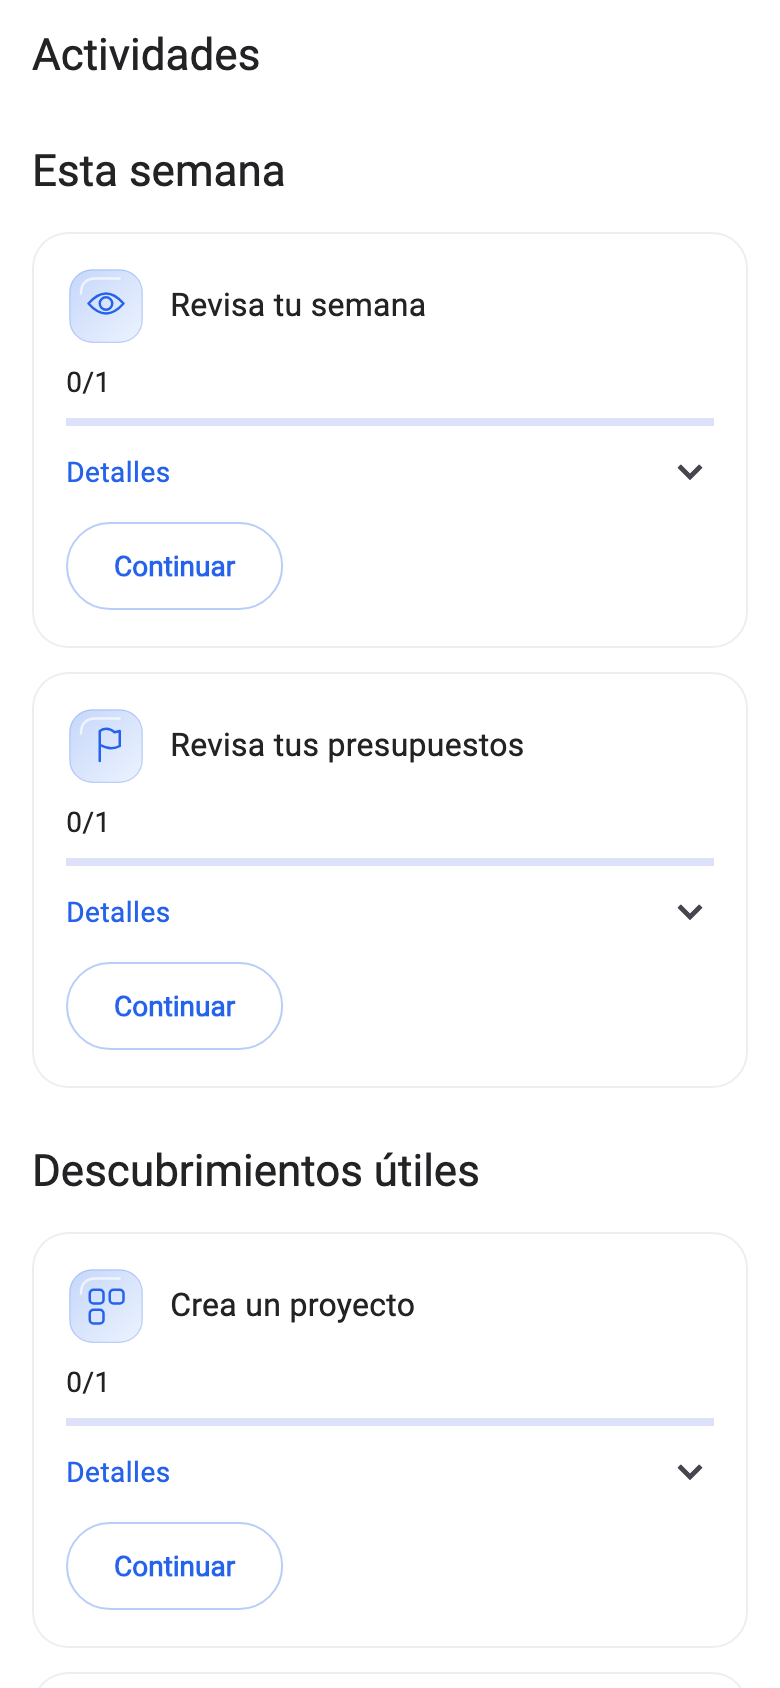 Actividades
Esta semana
Revisa tu semana
0/1
Detalles
Continuar
Revisa tus presupuestos
0/1
Detalles
Continuar
Descubrimientos útiles
Crea un proyecto
0/1
Detalles
Continuar